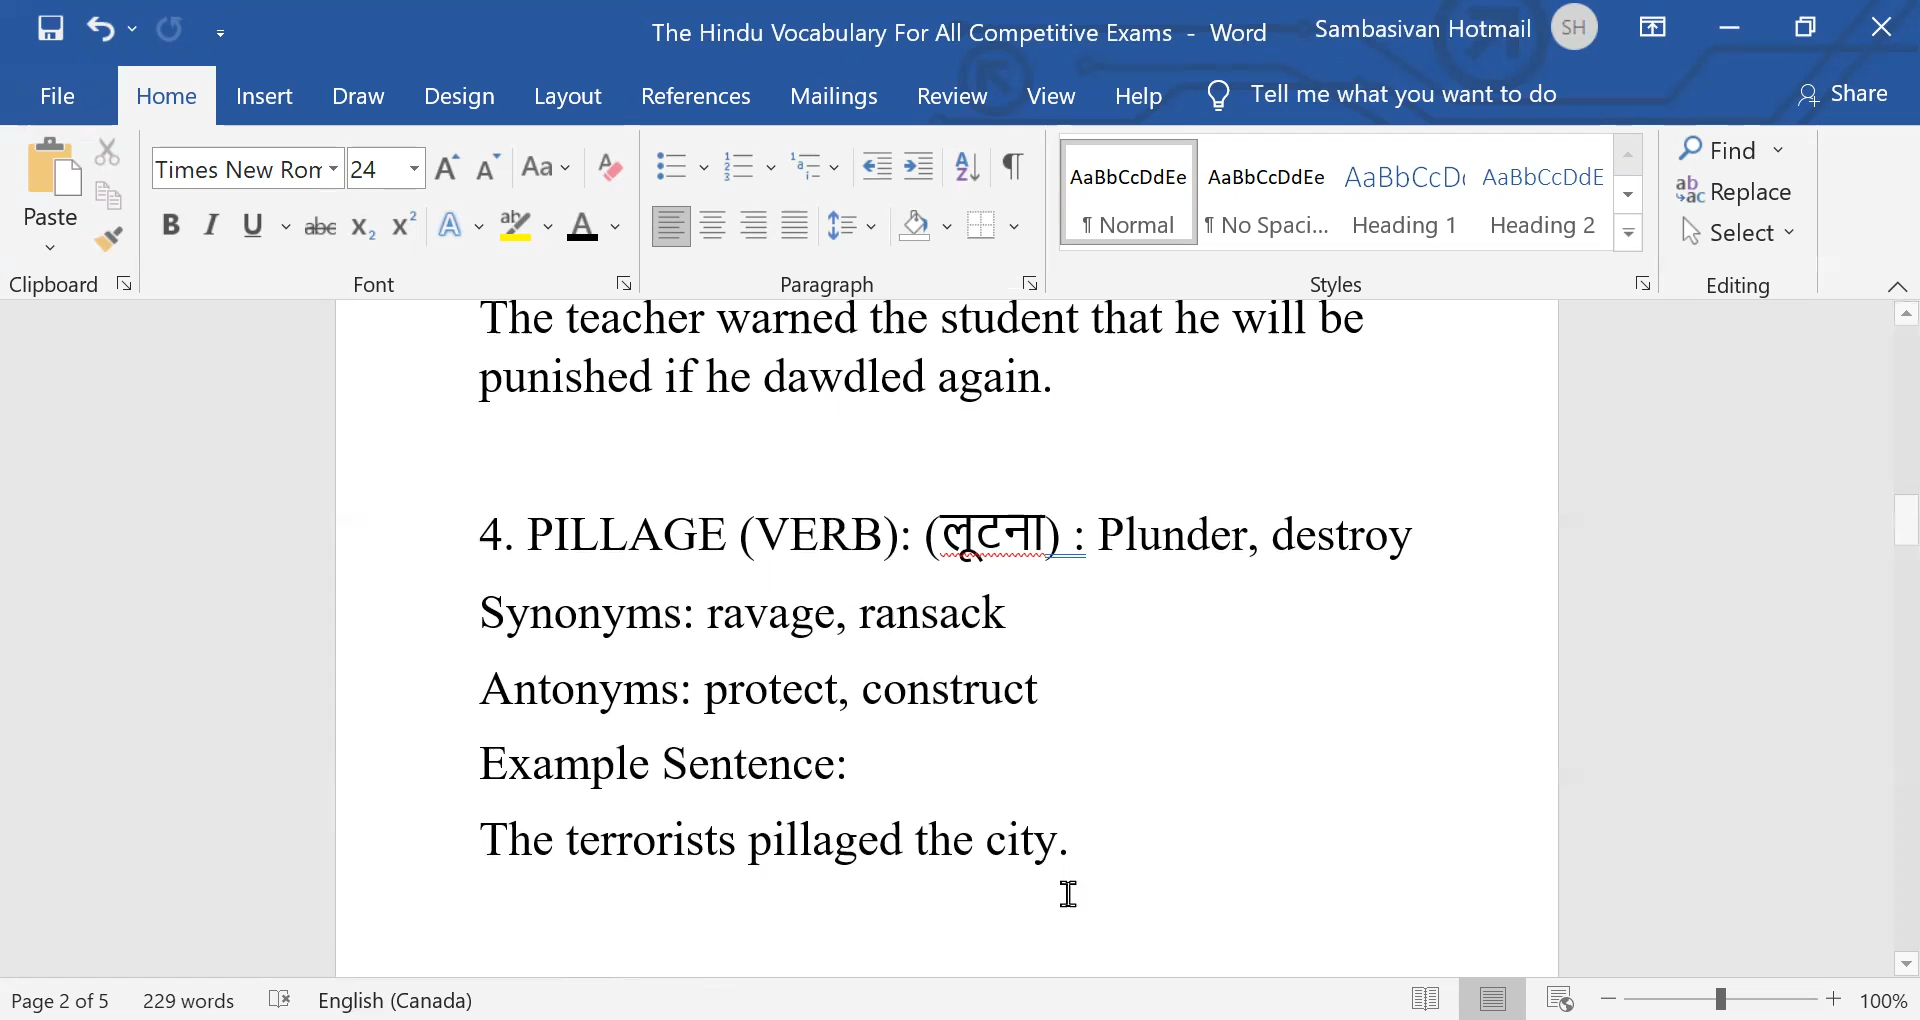 The Hindu Vocabulary For All Competitive Exams - Word
Sambasivan Hotmail
SH
File Home Insert Draw Design Layout References Mailings Review View Help Tell me what you want to do Share
Paste
Clipboard
Times New Ron
24
Aa
B I U abc X2 X2 A ab A
Font
Paragraph
AaBbCcDdEe
¶ Normal
AaBbCcDdEe
¶ No Spaci...
AaBbCcD
Heading 1
AaBbCcDdE
Heading 2
Styles
Find
Replace
Select
Editing
The teacher warned the student that he will be
punished if he dawdled again.
4. PILLAGE (VERB): (लूटना) : Plunder, destroy
Synonyms: ravage, ransack
Antonyms: protect, construct
Example Sentence:
The terrorists pillaged the city.
Page 2 of 5 229 words English (Canada) 100%